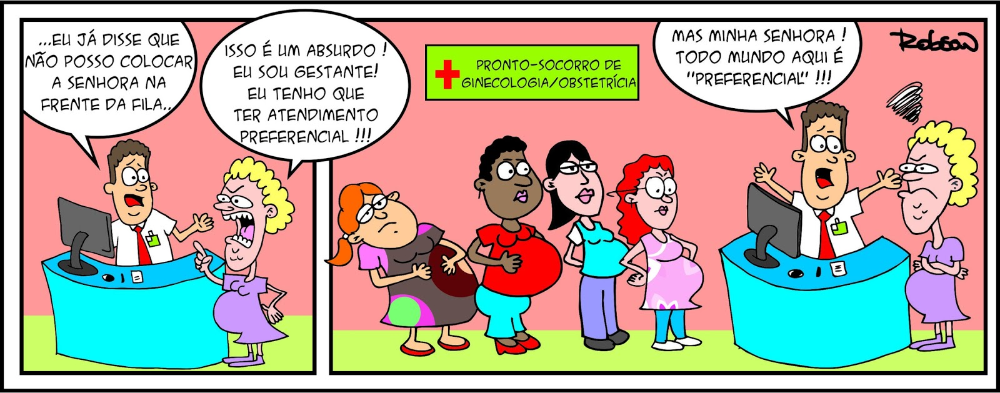 ...EU JÁ DISSE QUE
NÃO POSSO COLOCAR
A SENHORA NA
FRENTE DA FILA..
ISSO É UM ABSURDO !
EU SOU GESTANTE!
EU TENHO QUE
TER ATENDIMENTO
PREFERENCIAL !!!
PRONTO-SOCORRO DE
GINECOLOGIA/OBSTETRÍCIA
MAS MINHA SENHORA !
TODO MUNDO AQUI É
"PREFERENCIAL" !!!
Robson